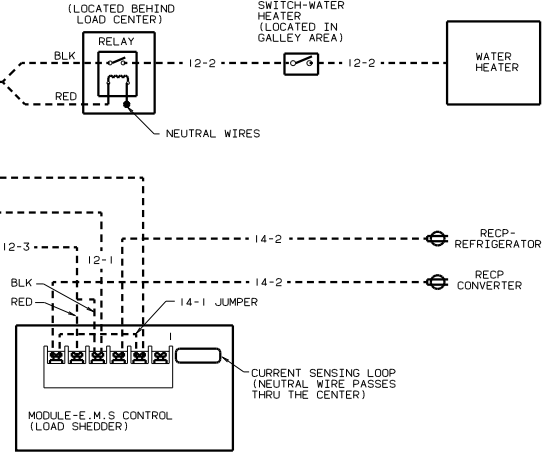 (LOCATED BEHIND
LOAD CENTER)
SWITCH-WATER
HEATER
(LOCATED IN
GALLEY AREA)
RELAY
BLK
12-2
12-2
WATER
HEATER
RED
NEUTRAL WIRES
12-3
12-1
14-2
RECP-
REFRIGERATOR
BLK
14-2
RECP
CONVERTER
RED
14-1 JUMPER
1
CURRENT SENSING LOOP
(NEUTRAL WIRE PASSES
THRU THE CENTER)
MODULE-E.M.S CONTROL
(LOAD SHEDDER)